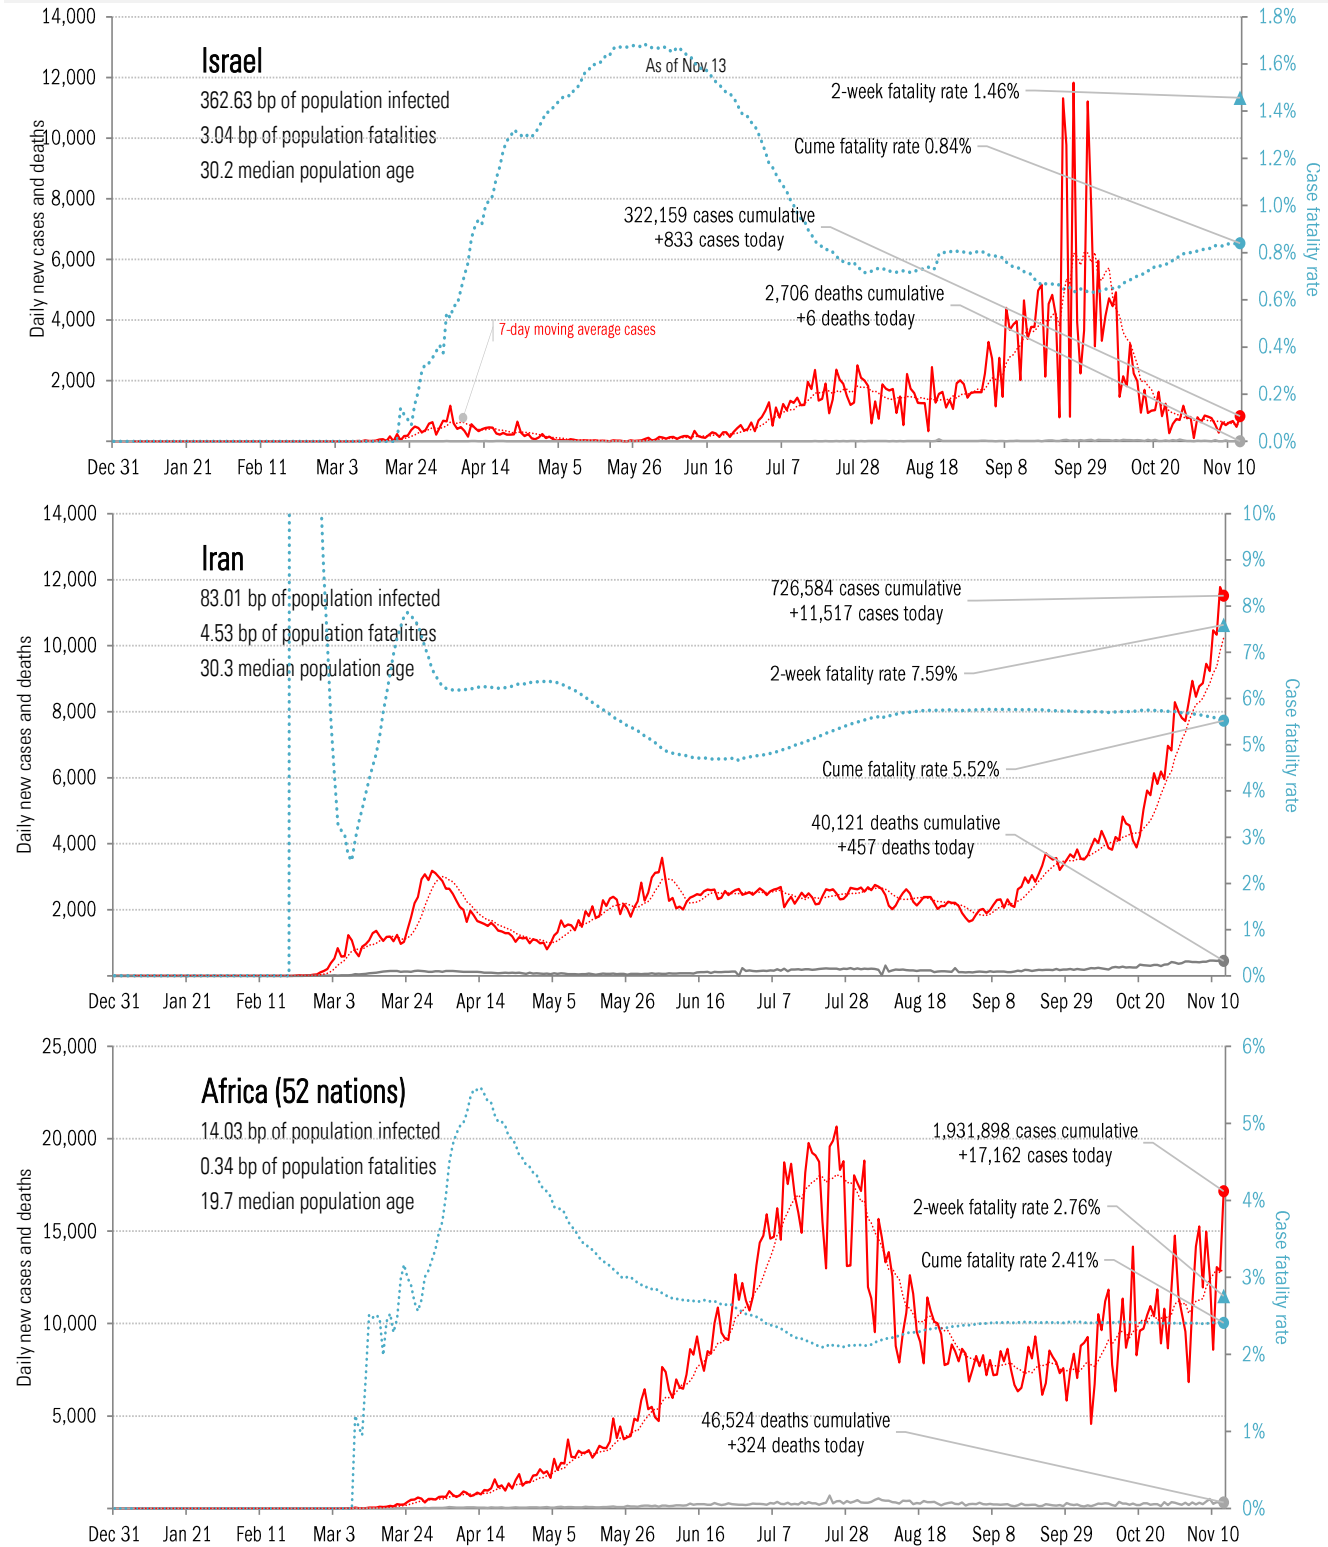 14,000
12,000
10,000
8,000
6,000
4,000
2,000
Daily new cases and deaths
Israel
362.63 bp of population infected
3.04 bp of population fatalities
30.2 median population age
As of Nov 13
2-week fatality rate 1.46%
Cume fatality rate 0.84%
322,159 cases cumulative
+833 cases today
2,706 deaths cumulative
+6 deaths today
7-day moving average cases
1.8%
1.6%
1.4%
1.2%
1.0%
0.8%
0.6%
0.4%
0.2%
0.0%
Case fatality rate
Dec 31 Jan 21 Feb 11 Mar 3 Mar 24 Apr 14 May 5 May 26 Jun 16 Jul 7 Jul 28 Aug 18 Sep 8 Sep 29 Oct 20 Nov 10
14,000
12,000
10,000
8,000
6,000
4,000
2,000
Daily new cases and deaths
Iran
83.01 bp of population infected
4.53 bp of population fatalities
30.3 median population age
726,584 cases cumulative
+11,517 cases today
2-week fatality rate 7.59%
Cume fatality rate 5.52%
40,121 deaths cumulative
+457 deaths today
10%
9%
8%
7%
6%
5%
4%
3%
2%
1%
0%
Case fatality rate
Dec 31 Jan 21 Feb 11 Mar 3 Mar 24 Apr 14 May 5 May 26 Jun 16 Jul 7 Jul 28 Aug 18 Sep 8 Sep 29 Oct 20 Nov 10
25,000
20,000
15,000
10,000
5,000
Daily new cases and deaths
Africa (52 nations)
14.03 bp of population infected
0.34 bp of population fatalities
19.7 median population age
1,931,898 cases cumulative
+17,162 cases today
2-week fatality rate 2.76%
Cume fatality rate 2.41%
46,524 deaths cumulative
+324 deaths today
6%
5%
4%
3%
2%
1%
0%
Case fatality rate
Dec 31 Jan 21 Feb 11 Mar 3 Mar 24 Apr 14 May 5 May 26 Jun 16 Jul 7 Jul 28 Aug 18 Sep 8 Sep 29 Oct 20 Nov 10